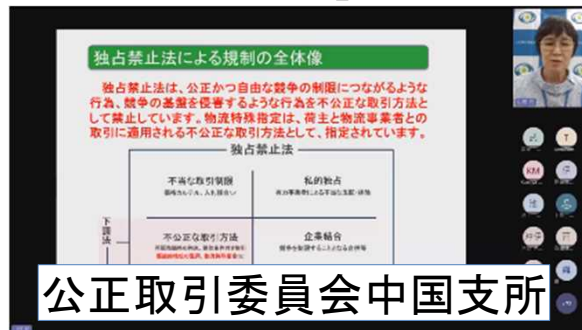 独占禁止法による規制の全体像
独占禁止法は、公正かつ自由な競争の制限につながるような
行為、競争の基盤を侵害するような行為を不公正な取引方法と
して禁止しています。物流特殊指定は、荷主と物流事業者との
取引に適用される不公正な取引方法として、指定されています。
独占禁止法
不当な取引制限
私的独占
下請法
不公正な取引方法
企業結合
T
KM
公正取引委員会中国支所